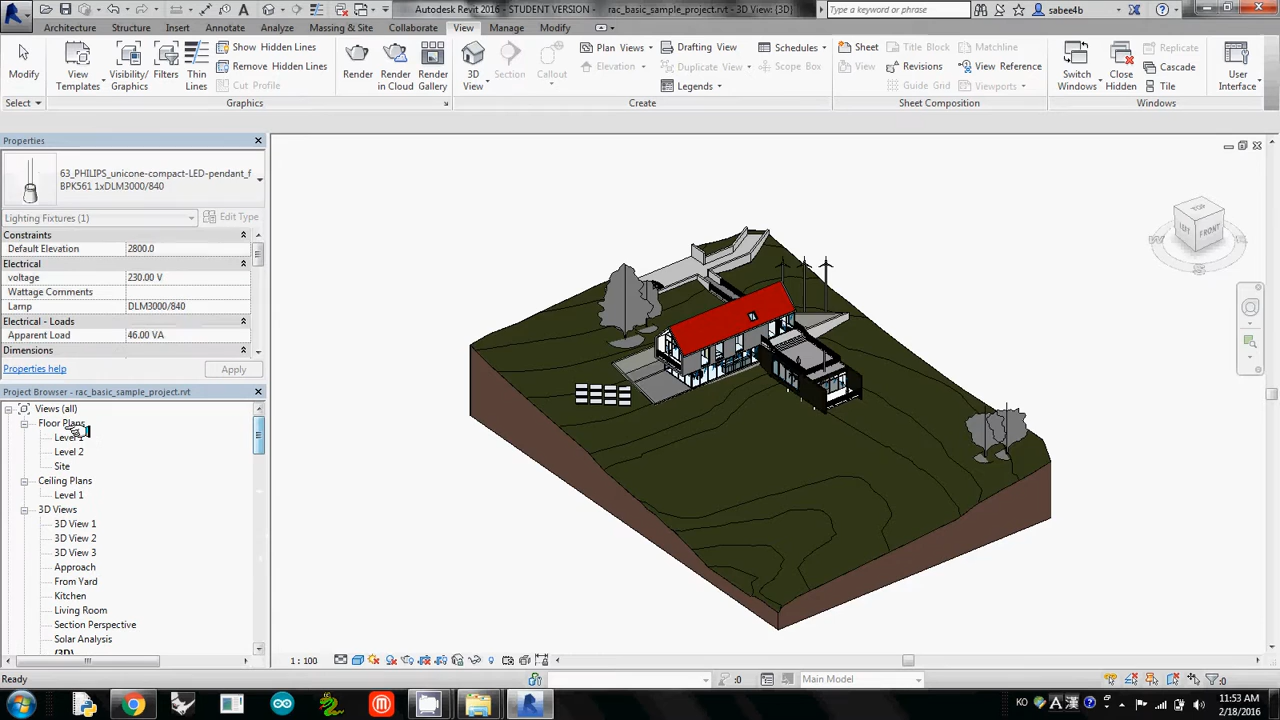 Autodesk Revit 2016 - STUDENT VERSION - rac_basic_sample_project.rvt - 3D View: {3D}
Type a keyword or phrase
sabee4b
Architecture Structure Insert Annotate Analyze Massing & Site Collaborate View Manage Modify
Modify
View Templates
Visibility/ Graphics
Filters
Thin Lines
Show Hidden Lines
Remove Hidden Lines
Cut Profile
Render
Render in Cloud
Render Gallery
3D View
Section
Callout
Plan Views
Elevation
Drafting View
Duplicate View
Legends
Schedules
Scope Box
Sheet
View
Title Block
Revisions
Guide Grid
Matchline
View Reference
Viewports
Switch Windows
Close Hidden
Replicate
Cascade
Tile
User Interface
Select Graphics Create Sheet Composition Windows
Properties
63_PHILIPS_unicone-compact-LED-pendant_f
BPK561 1xDLM3000/840
Lighting Fixtures (1) Edit Type
Constraints
Default Elevation 2800.0
Electrical
voltage 230.00 V
Wattage Comments
Lamp DLM3000/840
Electrical - Loads
Apparent Load 46.00 VA
Dimensions
Properties help Apply
Project Browser - rac_basic_sample_project.rvt
Views (all)
Floor Plans
Level 1
Level 2
Site
Ceiling Plans
Level 1
3D Views
3D View 1
3D View 2
3D View 3
Approach
From Yard
Kitchen
Living Room
Section Perspective
Solar Analysis
{3D}
TOP
LEFT FRONT
1 : 100
Ready
:0
Main Model
:0
KO
11:53 AM
2/18/2016